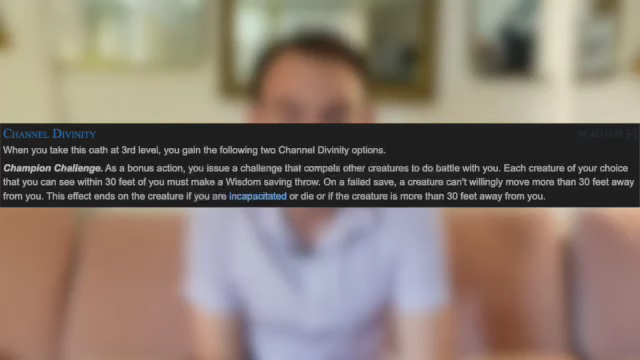 CHANNEL DIVINITY
When you take this oath at 3rd level, you gain the following two Channel Divinity options.
Champion Challenge. As a bonus action, you issue a challenge that compels other creatures to do battle with you. Each creature of your choice
that you can see within 30 feet of you must make a Wisdom saving throw. On a failed save, a creature can't willingly move more than 30 feet away
from you. This effect ends on the creature if you are incapacitated or die or if the creature is more than 30 feet away from you.